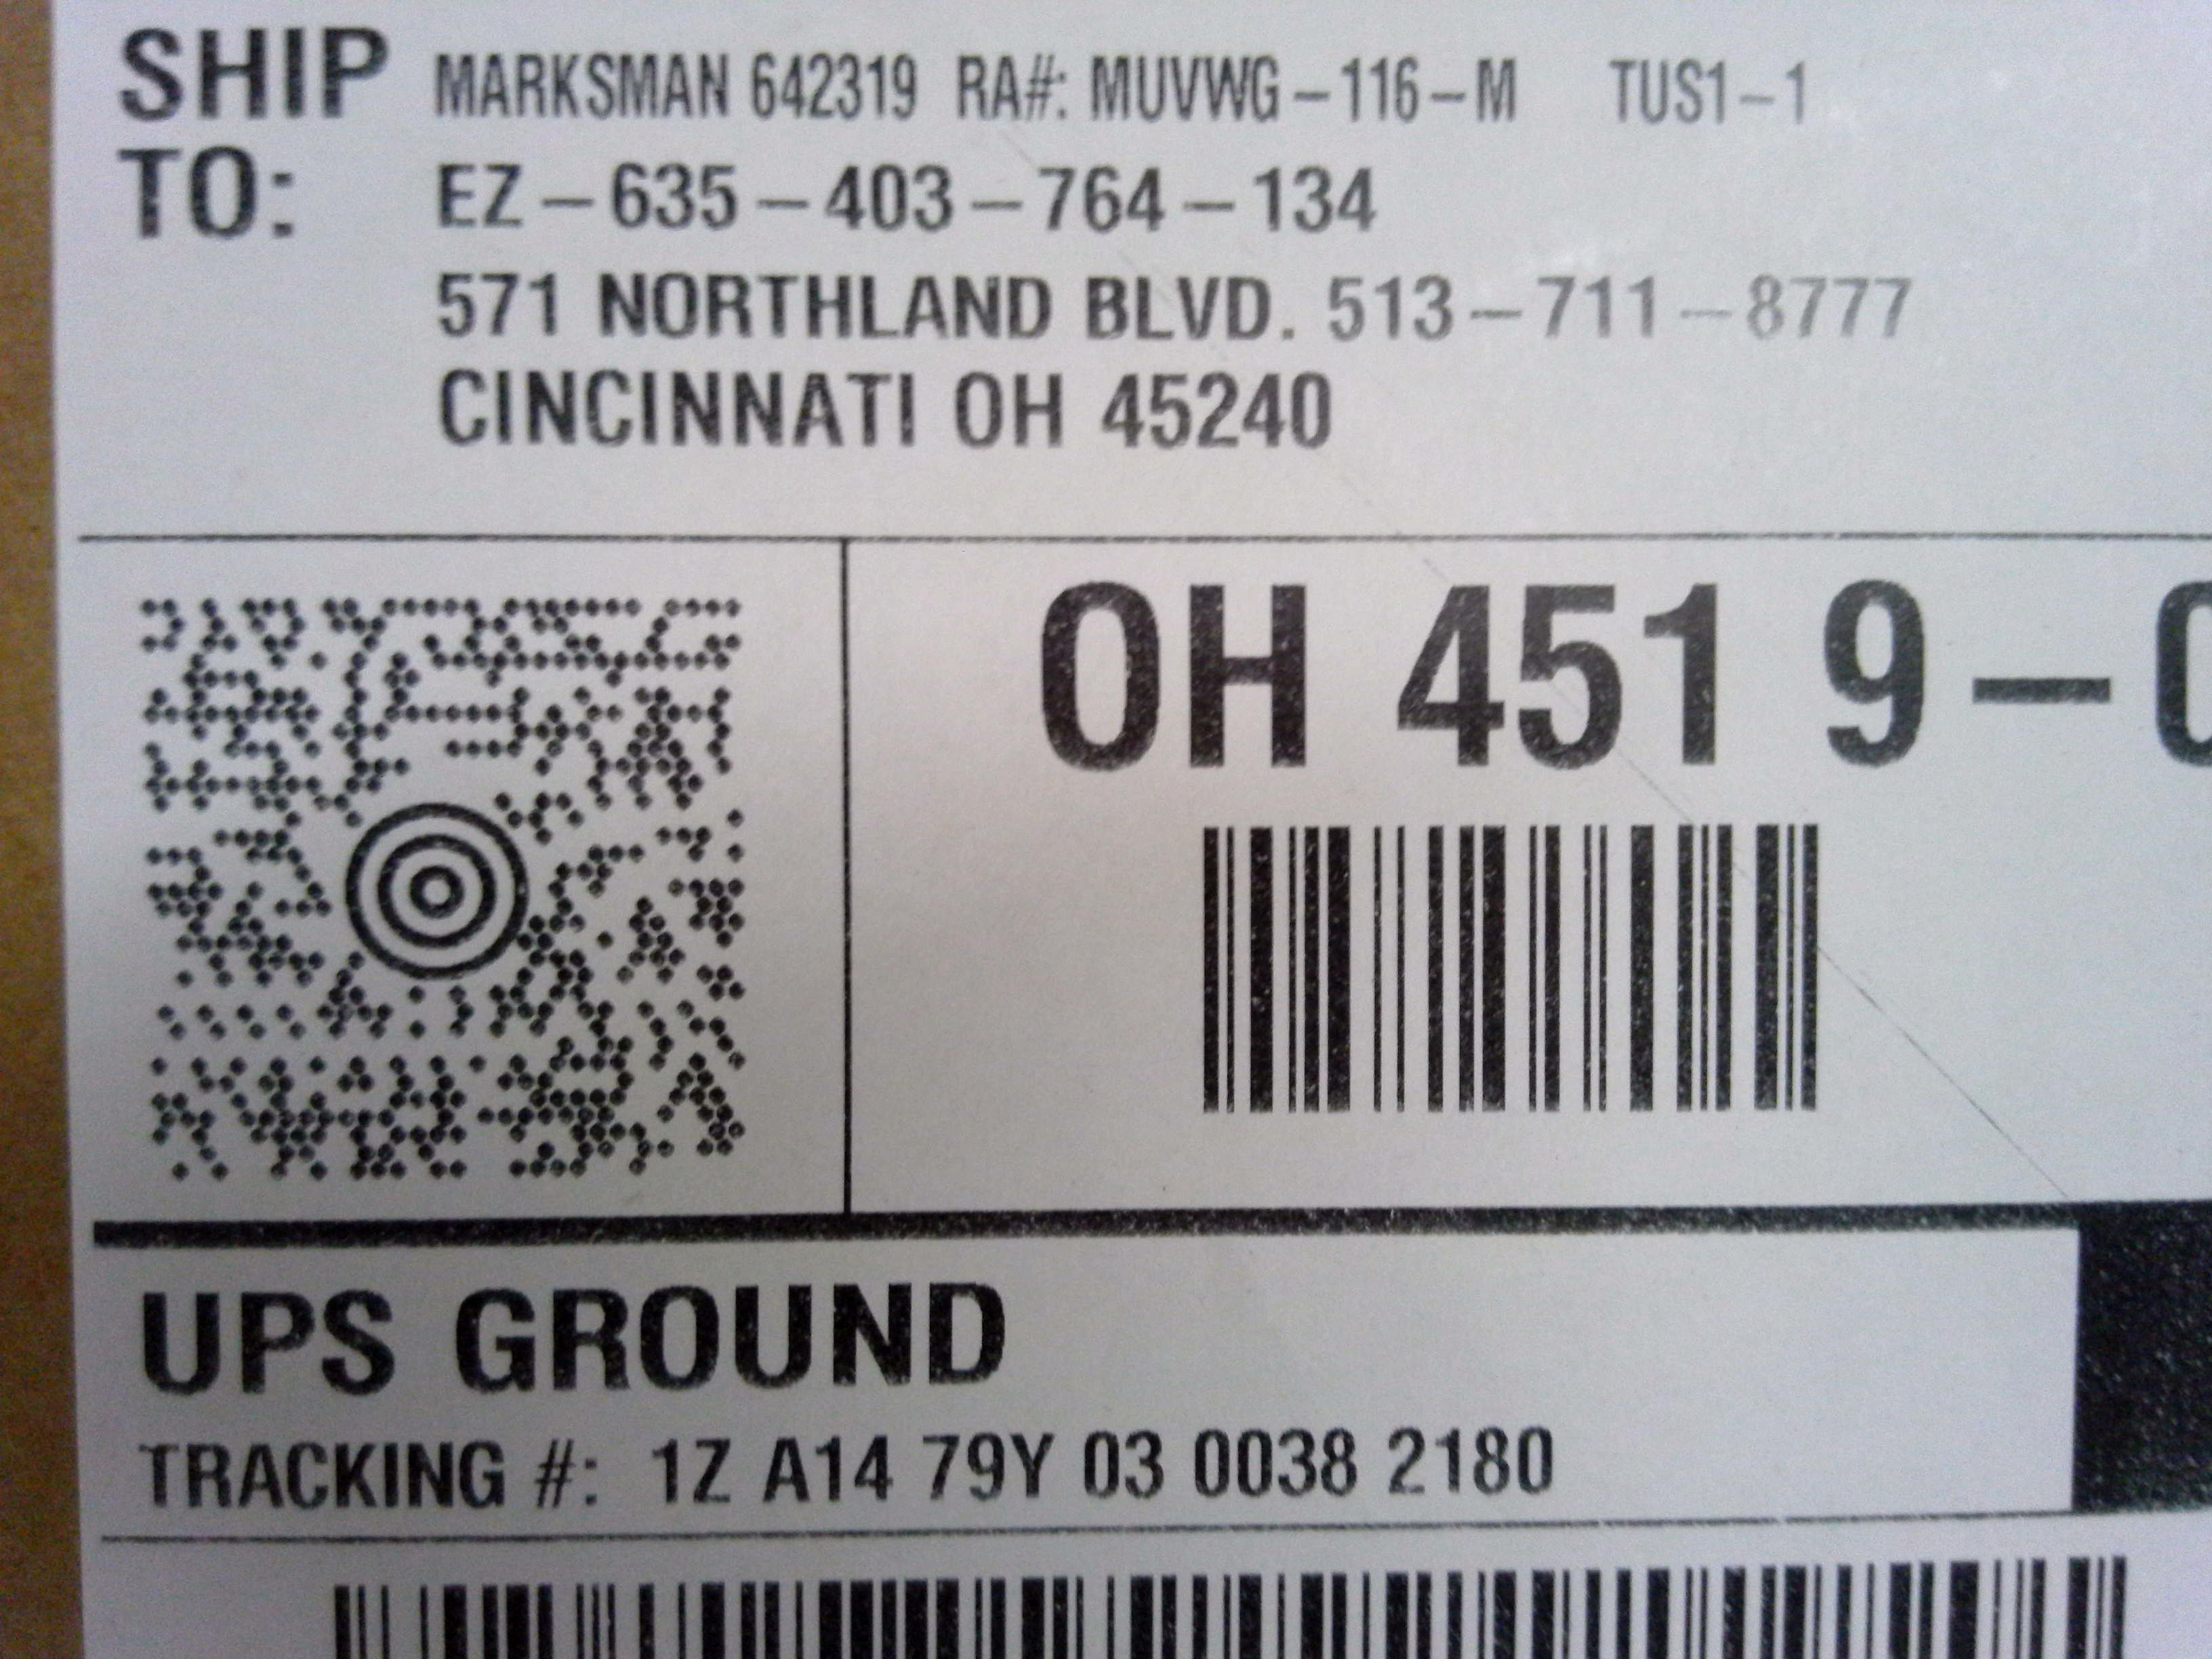 SHIP TO: MARKSMAN 642319 RA#: MUVWG-116-M TUS1-1
EZ-635-403-764-134
571 NORTHLAND BLVD. 513-711-8777
CINCINNATI OH 45240
OH 451 9-0
UPS GROUND
TRACKING #: 1Z A14 79Y 03 0038 2180